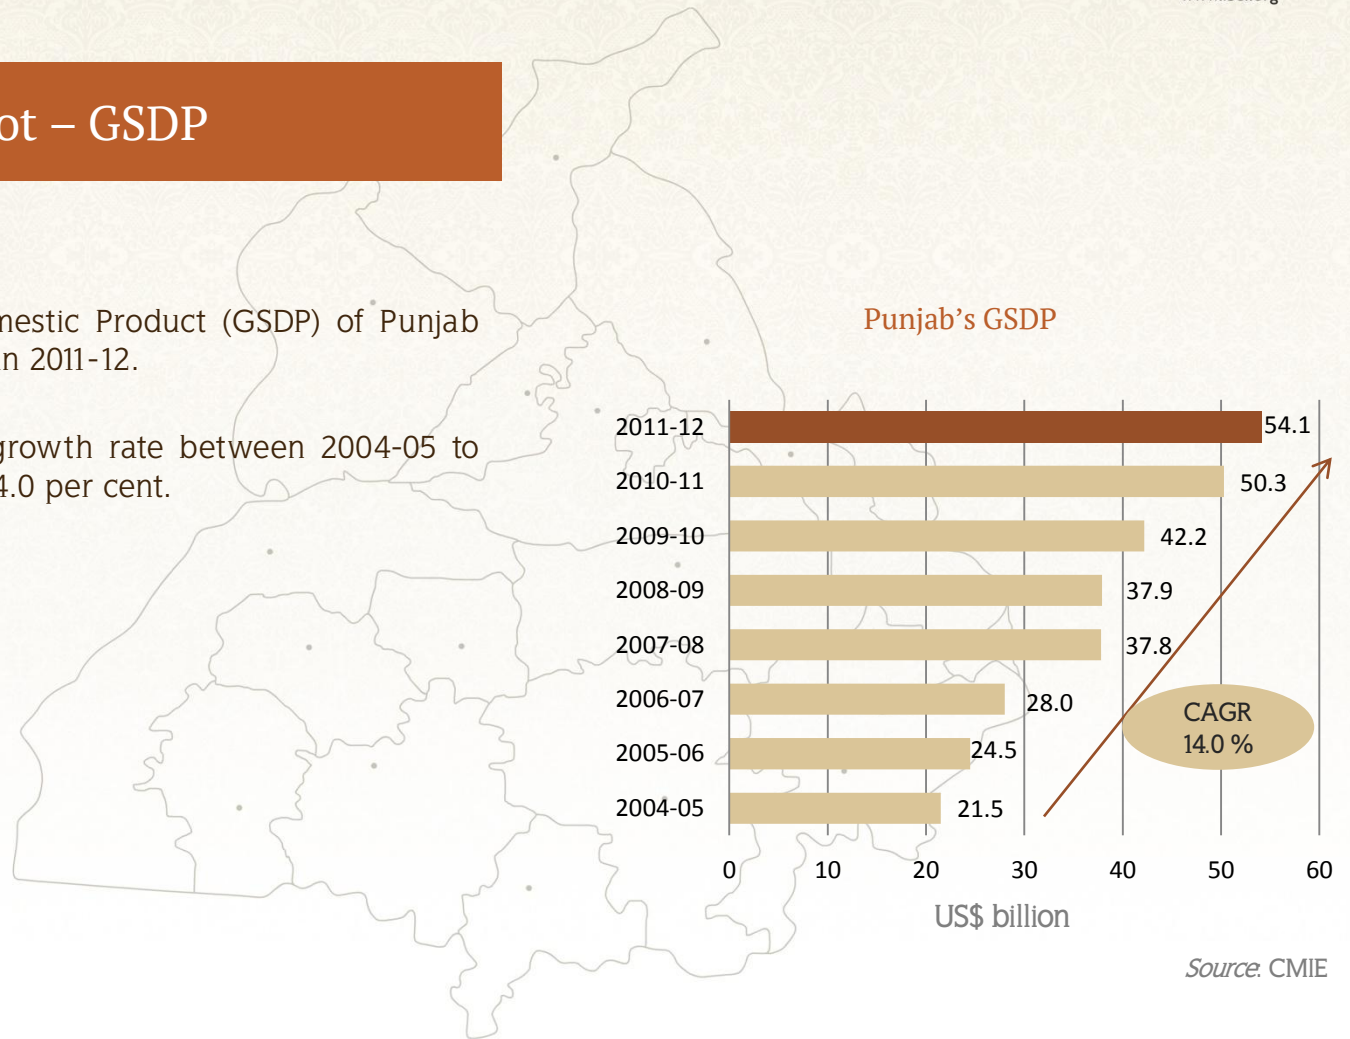 ot – GSDP
mestic Product (GSDP) of Punjab
n 2011-12.
growth rate between 2004-05 to
4.0 per cent.
Punjab’s GSDP
2011-12 54.1
2010-11 50.3
2009-10 42.2
2008-09 37.9
2007-08 37.8
2006-07 28.0
2005-06 24.5
2004-05 21.5
CAGR
14.0 %
0 10 20 30 40 50 60
US$ billion
Source: CMIE